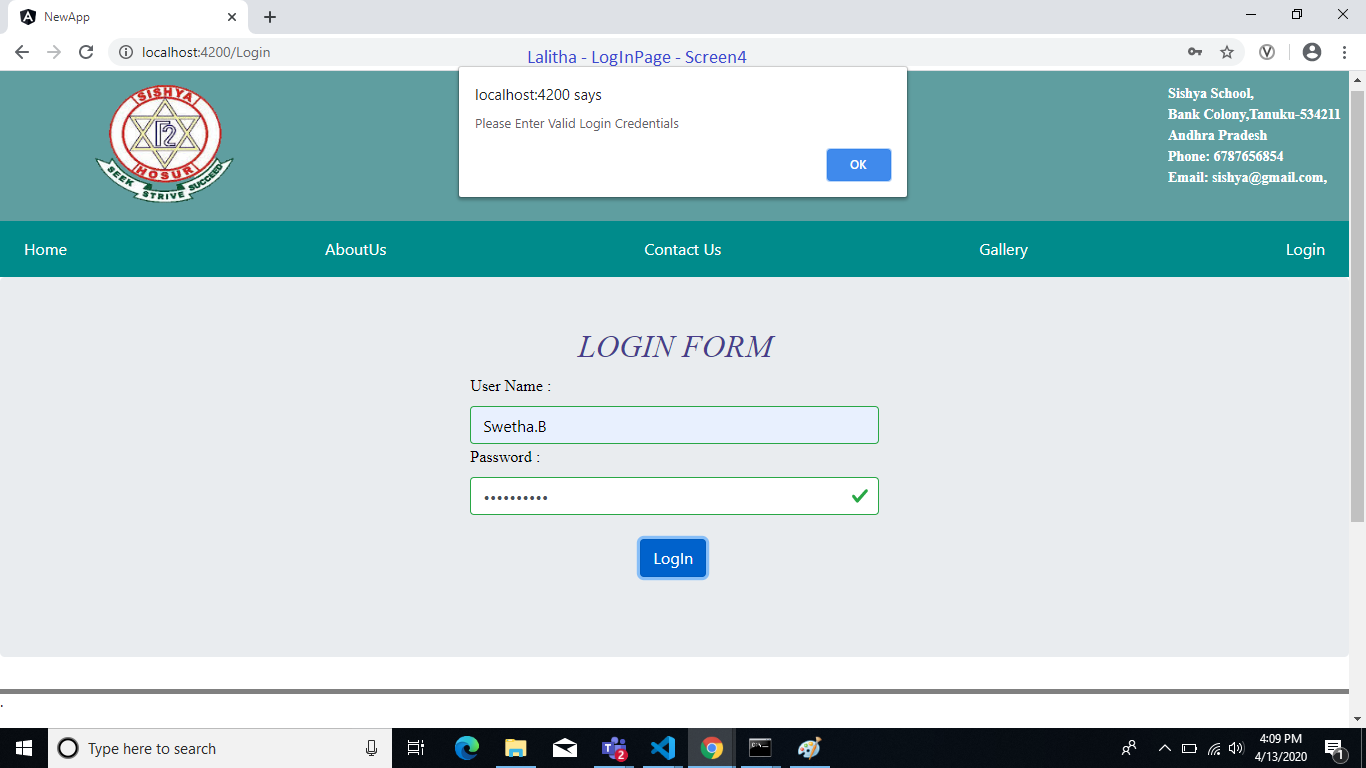 NewApp
localhost:4200/Login
Lalitha - LogInPage - Screen4
localhost:4200 says
Please Enter Valid Login Credentials
OK
SISHYA
HOSUR
SEEK STRIVE SUCCEED
Sishya School,
Bank Colony,Tanuku-534211
Andhra Pradesh
Phone: 6787656854
Email: sishya@gmail.com,
Home AboutUs Contact Us Gallery Login
LOGIN FORM
User Name :
Swetha.B
Password :
••••••••••
LogIn
.
Type here to search
2
4:09 PM
4/13/2020
1